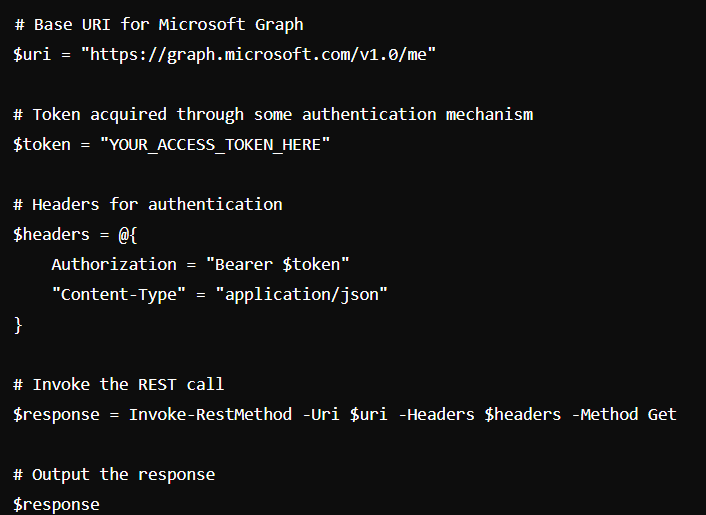 # Base URI for Microsoft Graph
$uri = "https://graph.microsoft.com/v1.0/me"
# Token acquired through some authentication mechanism
$token = "YOUR_ACCESS_TOKEN_HERE"
# Headers for authentication
$headers = @{
    Authorization = "Bearer $token"
    "Content-Type" = "application/json"
}
# Invoke the REST call
$response = Invoke-RestMethod -Uri $uri -Headers $headers -Method Get
# Output the response
$response